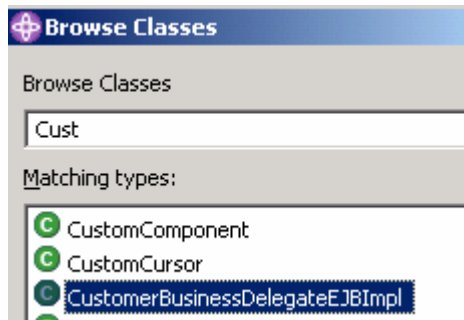 Browse Classes
Browse Classes
Cust
Matching types:
C CustomComponent
C CustomCursor
C CustomerBusinessDelegateEJBImpl